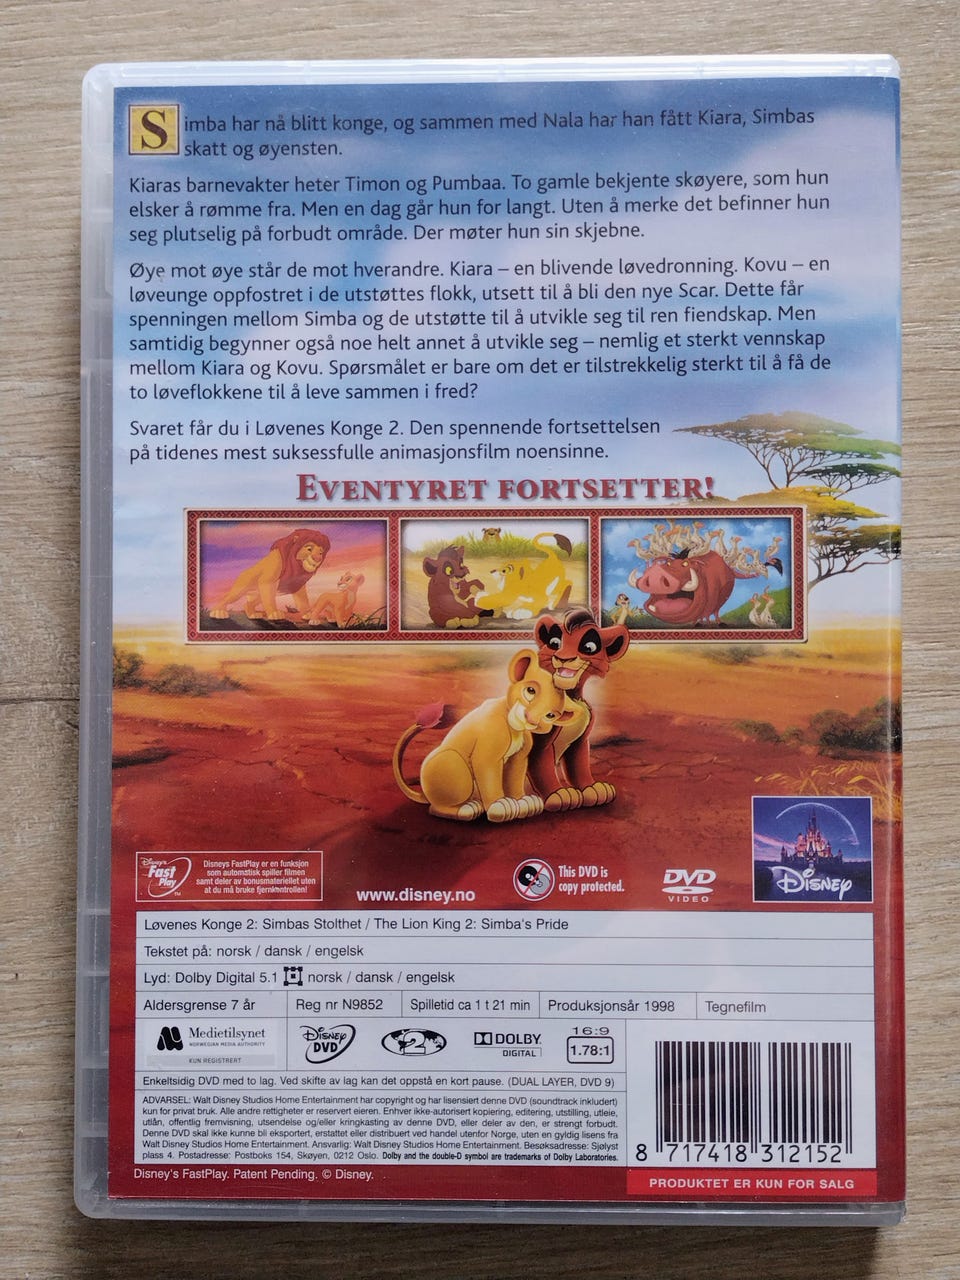 Simba har nå blitt konge, og sammen med Nala har han fått Kiara, Simbas
skatt og øyensten.
Kiaras barnevakter heter Timon og Pumbaa. To gamle bekjente skøyere, som hun
elsker å rømme fra. Men en dag går hun for langt. Uten å merke det befinner hun
seg plutselig på forbudt område. Der møter hun sin skjebne.
Øye mot øye står de mot hverandre. Kiara – en blivende løvedronning. Kovu – en
løveunge oppfostret i de utstøttes flokk, utsett til å bli den nye Scar. Dette får
spenningen mellom Simba og de utstøtte til å utvikle seg til ren fiendskap. Men
samtidig begynner også noe helt annet å utvikle seg – nemlig et sterkt vennskap
mellom Kiara og Kovu. Spørsmålet er bare om det er tilstrekkelig sterkt til å få de
to løveflokkene til å leve sammen i fred?
Svaret får du i Løvenes Konge 2. Den spennende fortsettelsen
på tidenes mest suksessfulle animasjonsfilm noensinne.
EVENTYRET FORTSETTER!
Disney's Fast Play TM
Disneys FastPlay er en funksjon
som automatisk spiller filmen
samt deler av bonusmateriellet uten
at du må bruke fjernkontrollen!
www.disney.no
This DVD is
copy protected.
DVD
VIDEO
DISNEY
Løvenes Konge 2: Simbas Stolthet / The Lion King 2: Simba's Pride
Tekstet på: norsk / dansk / engelsk
Lyd: Dolby Digital 5.1 norsk / dansk / engelsk
Aldersgrense 7 år Reg nr N9852 Spilletid ca 1 t 21 min Produksjonsår 1998 Tegnefilm
Medietilsynet
NORWEGIAN MEDIA AUTHORITY
KUN REGISTRERT
DISNEY
DVD
2
DOLBY
DIGITAL
16:9
1.78:1
Enkeltsidig DVD med to lag. Ved skifte av lag kan det oppstå en kort pause. (DUAL LAYER, DVD 9)
ADVARSEL: Walt Disney Studios Home Entertainment har copyright og har lisensiert denne DVD (soundtrack inkludert)
kun for privat bruk. Alle andre rettigheter er reservert eieren. Enhver ikke-autorisert kopiering, editering, utstilling, utleie,
utlån, offentlig fremvisning, utsendelse og/eller kringkasting av denne DVD, eller deler av den, er strengt forbudt.
Denne DVD skal ikke kunne bli eksportert, erstattet eller distribuert ved handel utenfor Norge, uten en gyldig lisens fra
Walt Disney Studios Home Entertainment. Ansvarlig: Walt Disney Studios Home Entertainment. Besøksadresse: Sjølyst
plass 4. Postadresse: Postboks 154, Skøyen, 0212 Oslo. Dolby and the double-D symbol are trademarks of Dolby Laboratories.
8 717418 312152
Disney's FastPlay. Patent Pending. © Disney.
PRODUKTET ER KUN FOR SALG